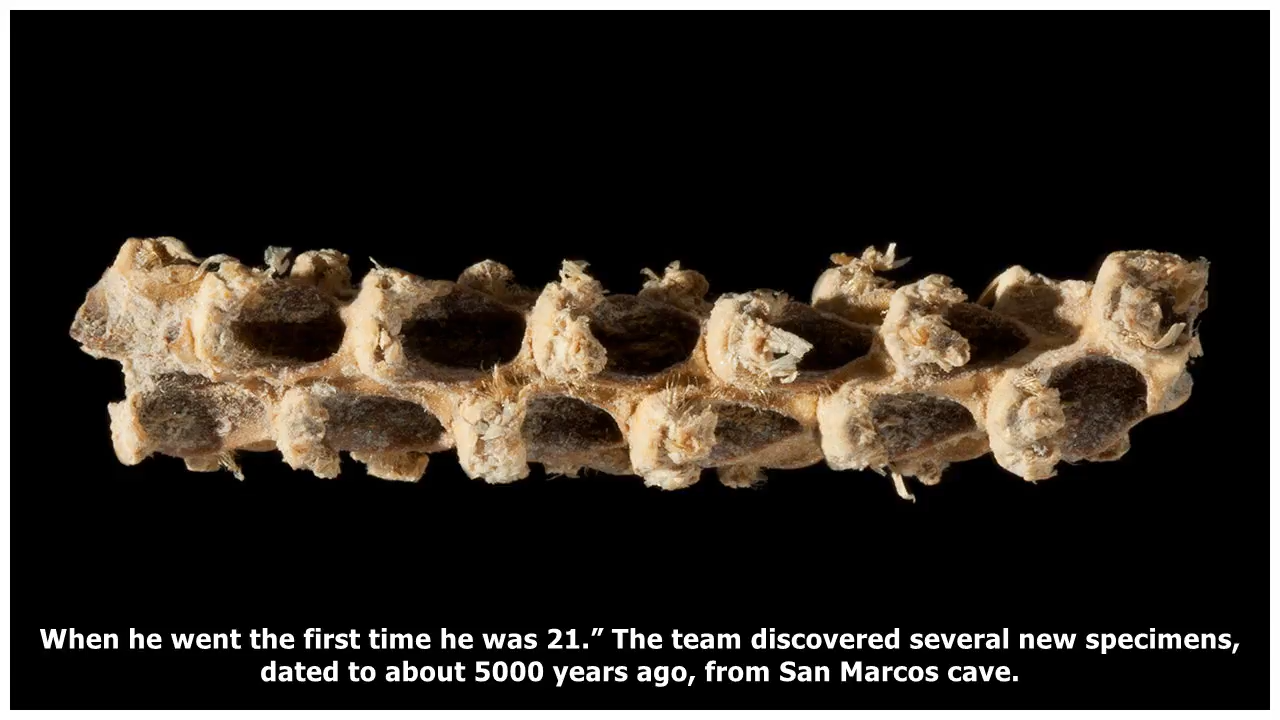 When he went the first time he was 21.” The team discovered several new specimens,
dated to about 5000 years ago, from San Marcos cave.